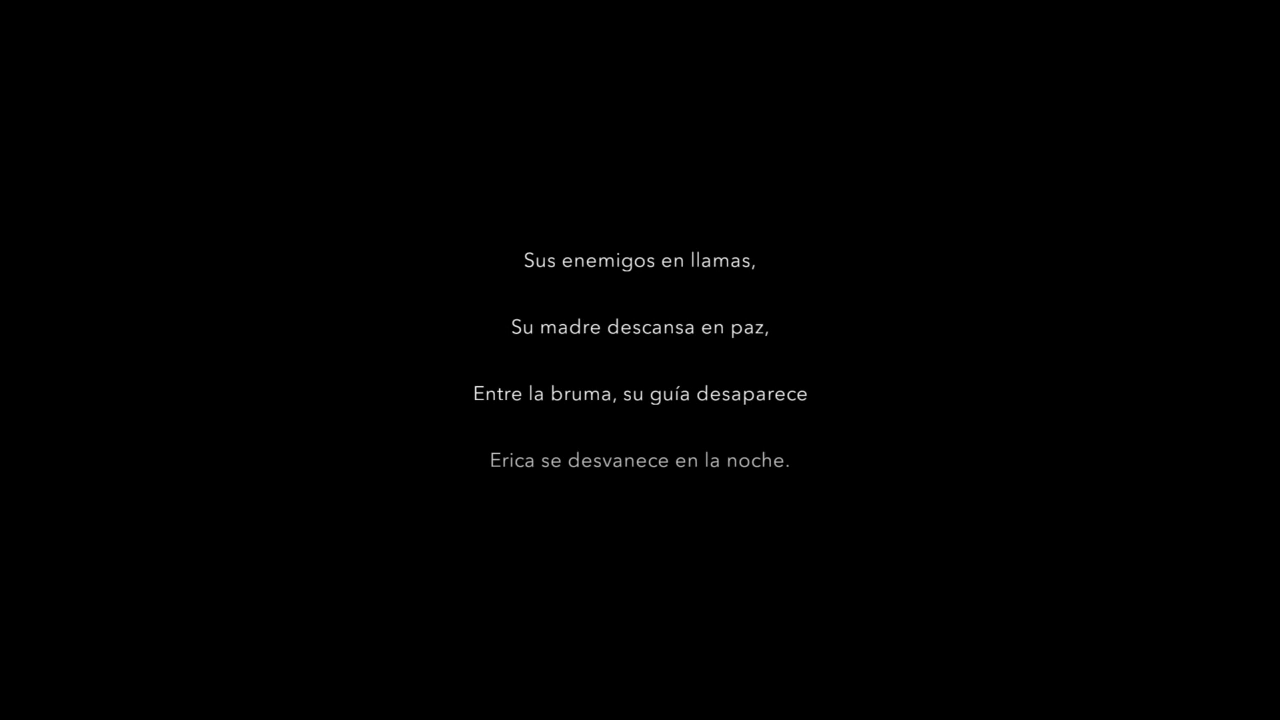 Sus enemigos en llamas,
Su madre descansa en paz,
Entre la bruma, su guía desaparece
Erica se desvanece en la noche.